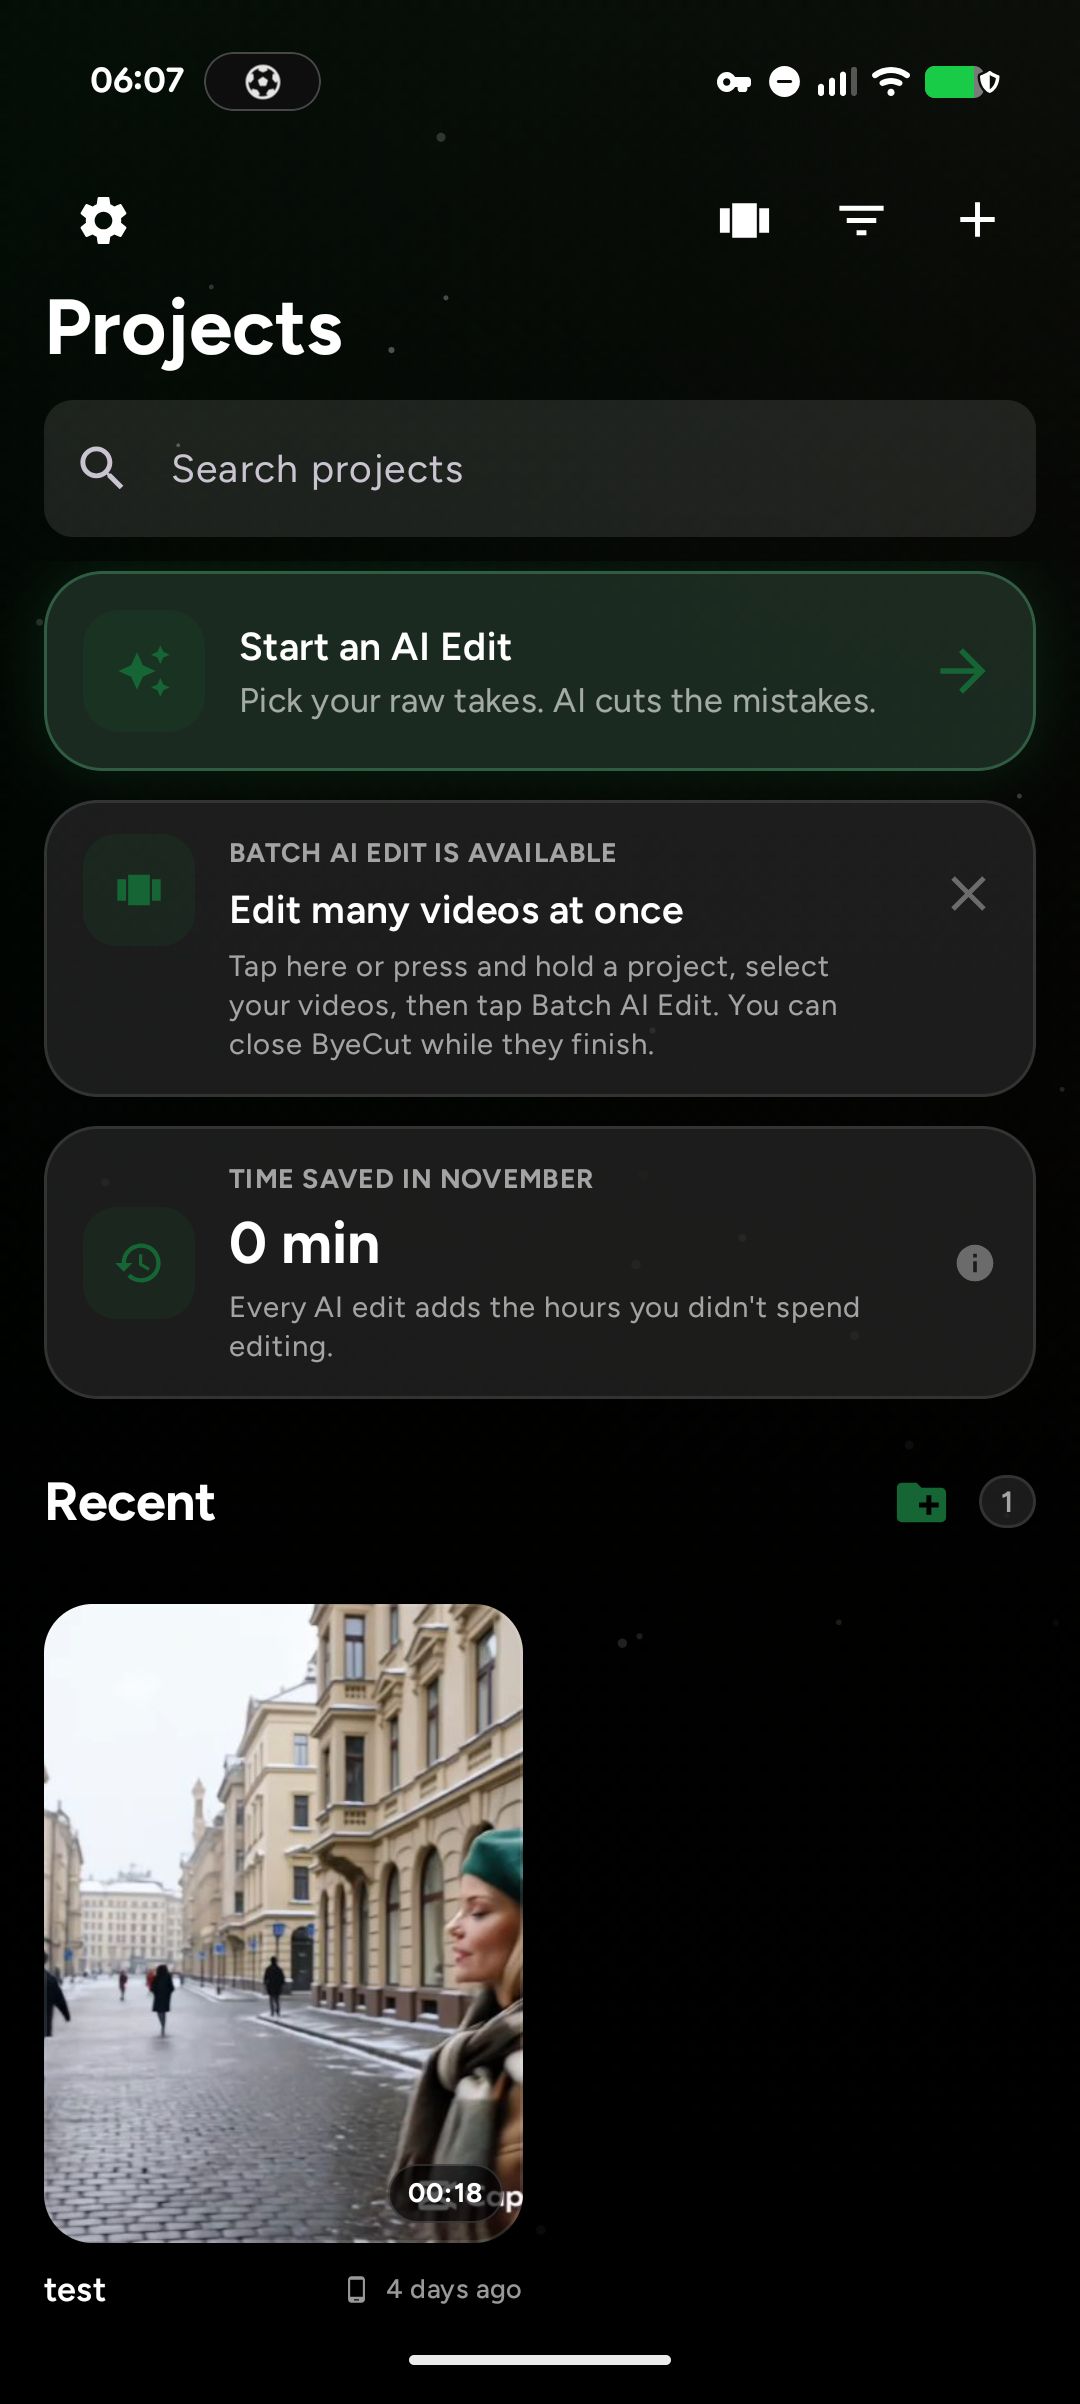 06:07
Projects
Search projects
Start an AI Edit
Pick your raw takes. AI cuts the mistakes.
BATCH AI EDIT IS AVAILABLE
Edit many videos at once
Tap here or press and hold a project, select
your videos, then tap Batch AI Edit. You can
close ByeCut while they finish.
TIME SAVED IN NOVEMBER
0 min
Every AI edit adds the hours you didn't spend
editing.
Recent
1
00:18
test
4 days ago